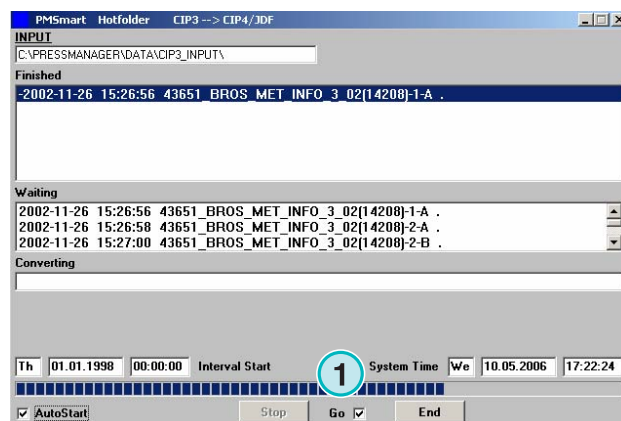 PMSmart Hotfolder CIP3 --> CIP4/JDF
INPUT
C:\PRESSMANAGER\DATA\CIP3_INPUT\
Finished
-2002-11-26 15:26:56 43651_BROS_MET_INFO_3_02(14208)-1-A .
Waiting
2002-11-26 15:26:56 43651_BROS_MET_INFO_3_02(14208)-1-A .
2002-11-26 15:26:58 43651_BROS_MET_INFO_3_02(14208)-2-A .
2002-11-26 15:27:00 43651_BROS_MET_INFO_3_02(14208)-2-B .
Converting
Th 01.01.1998 00:00:00 Interval Start System Time We 10.05.2006 17:22:24
1
AutoStart Stop Go End